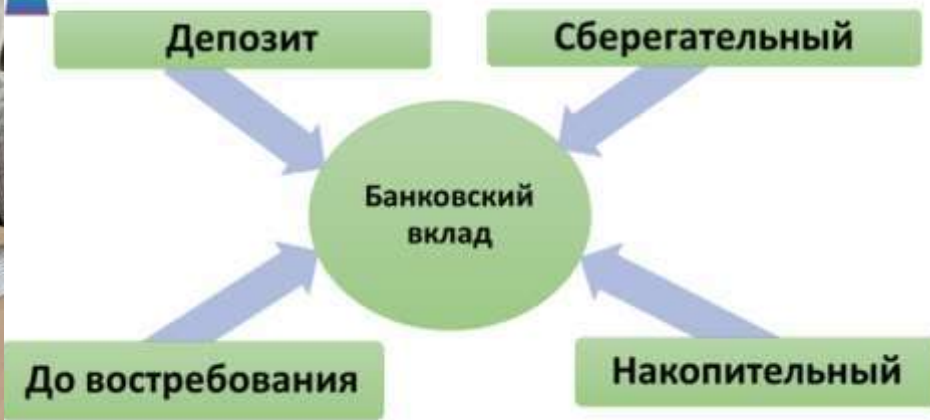 Депозит
Сберегательный
Банковский
вклад
До востребования
Накопительный